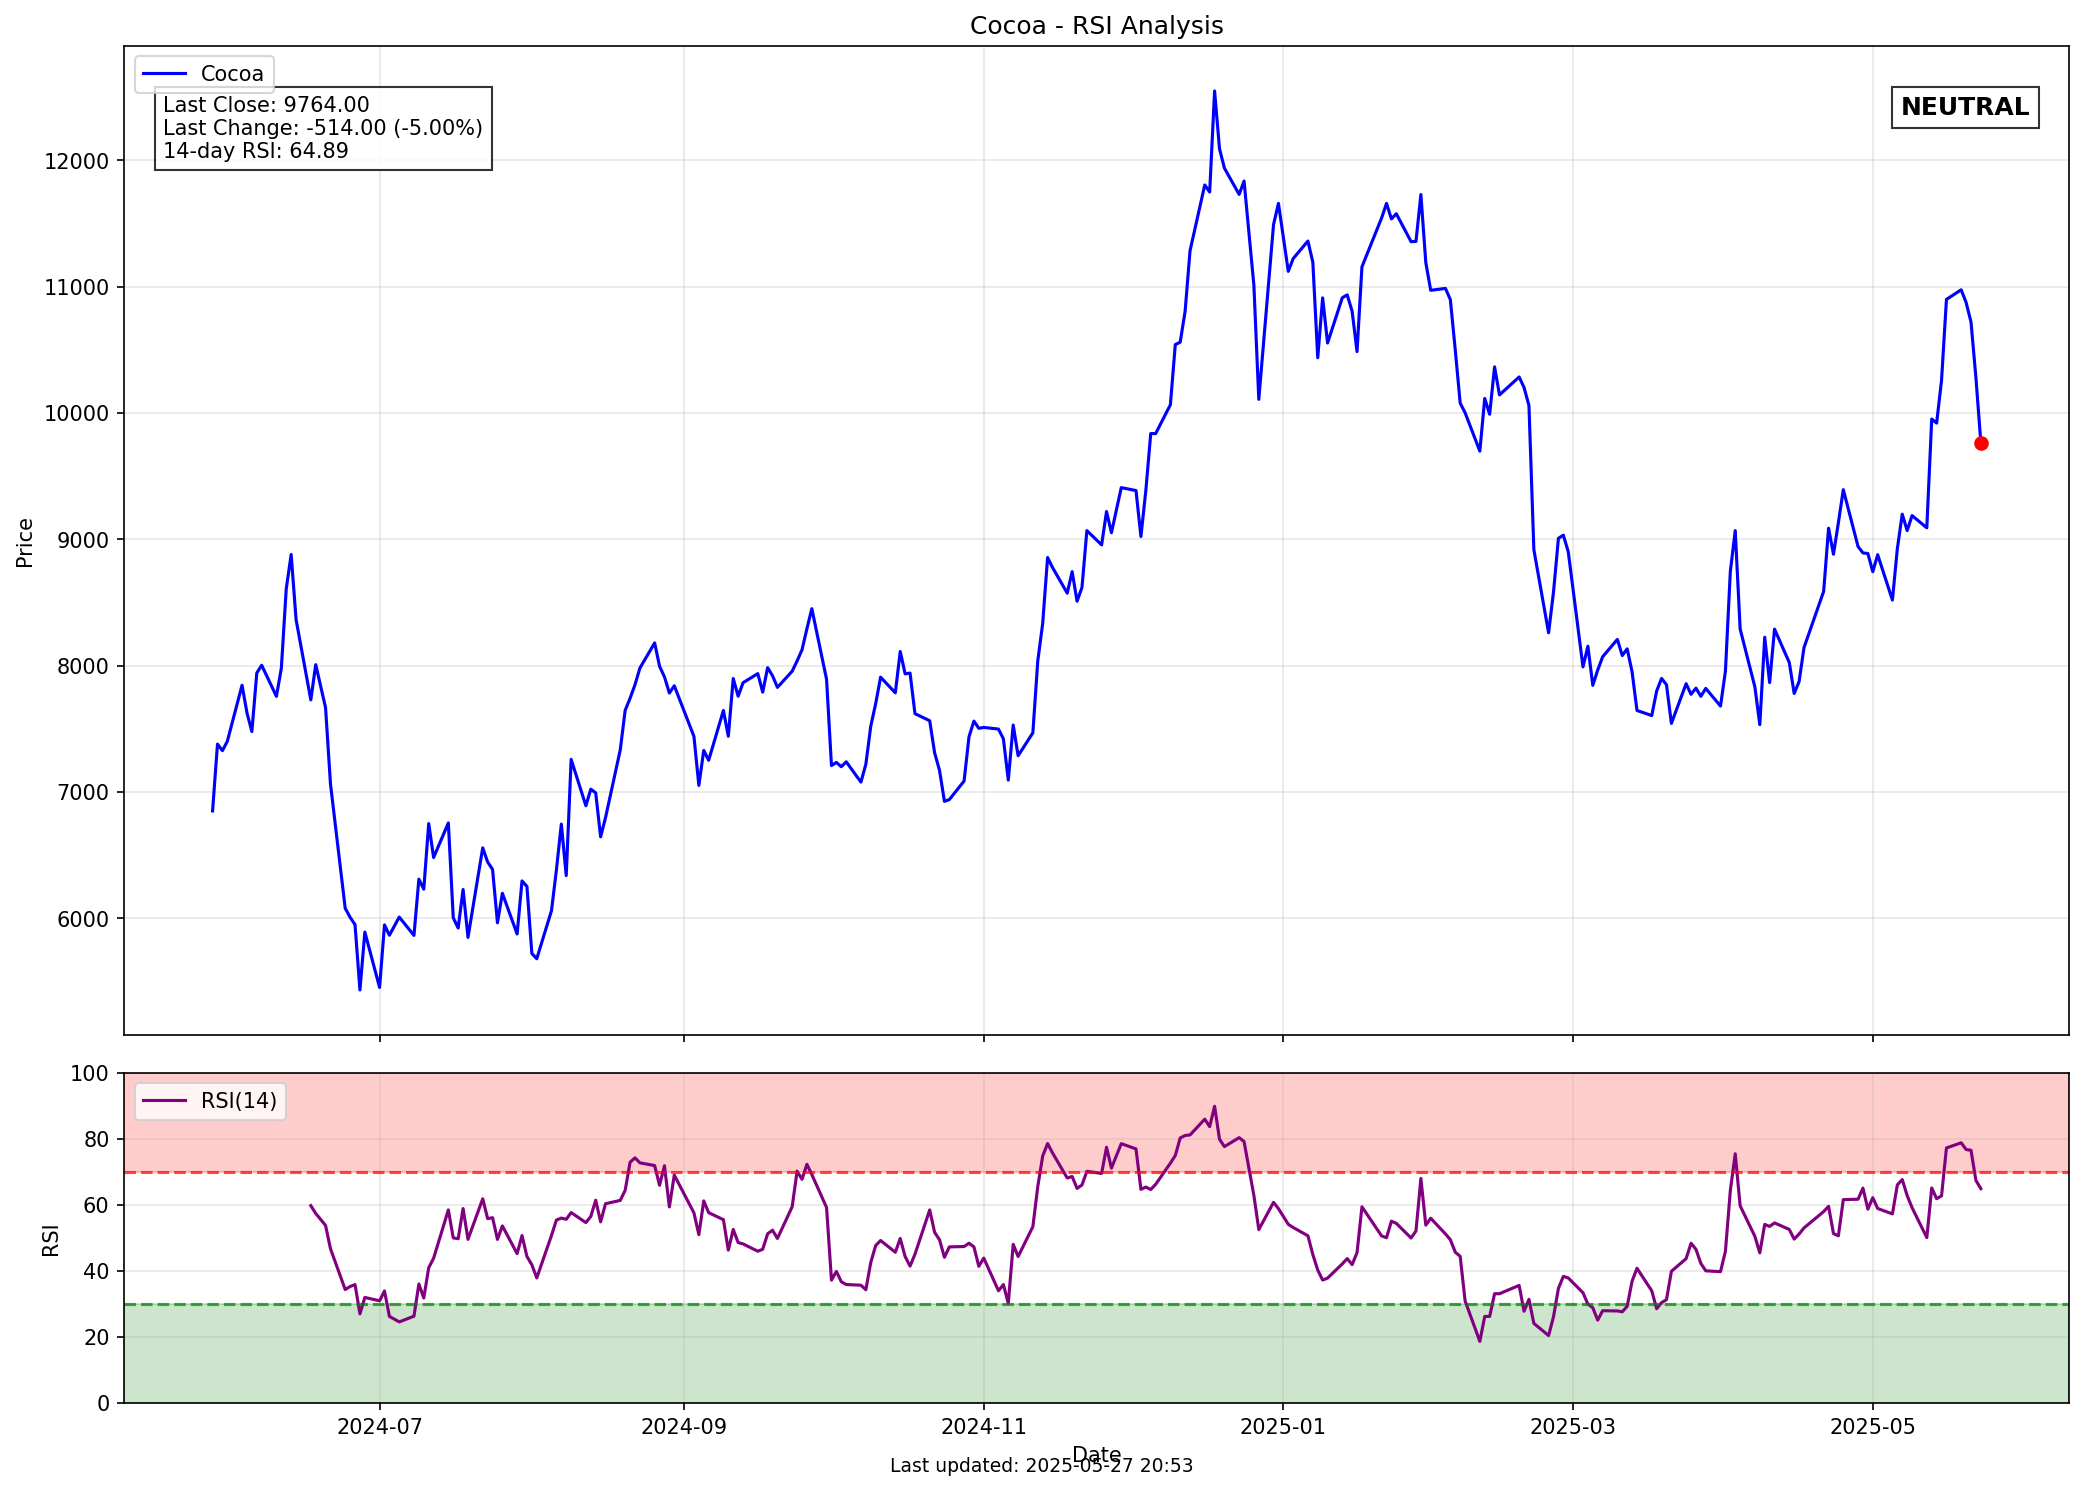 Cocoa - RSI Analysis
Cocoa
Last Close: 9764.00
Last Change: -514.00 (-5.00%)
14-day RSI: 64.89
NEUTRAL
12000
11000
10000
9000
8000
7000
6000
Price
100
80
60
40
20
0
RSI
RSI(14)
2024-07
2024-09
2024-11
2025-01
2025-03
2025-05
Date
Last updated: 2025-05-27 20:53